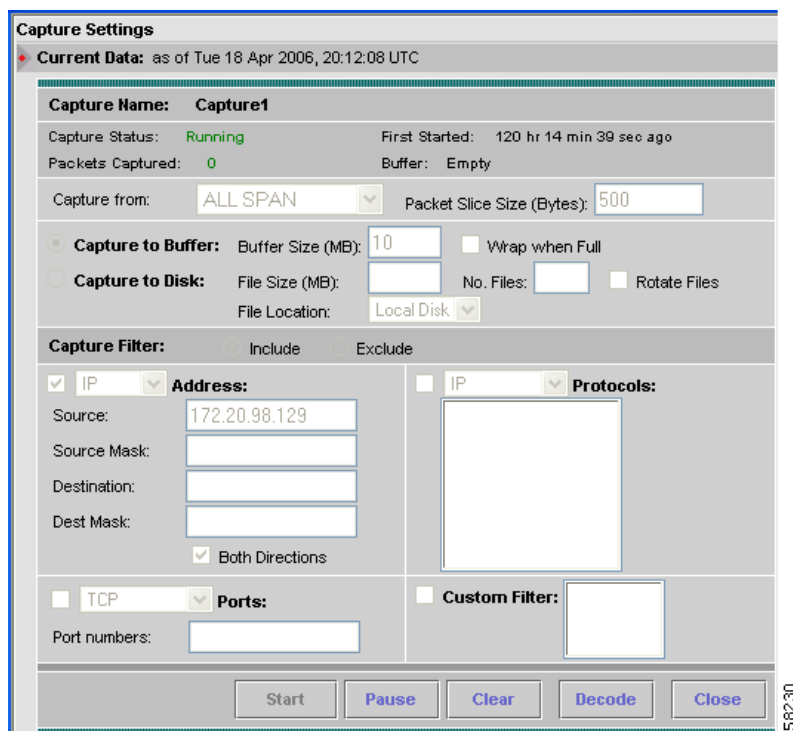 Capture Settings
Current Data: as of Tue 18 Apr 2006, 20:12:08 UTC
Capture Name: Capture1
Capture Status: Running First Started: 120 hr 14 min 39 sec ago
Packets Captured: 0 Buffer: Empty
Capture from: ALL SPAN Packet Slice Size (Bytes): 500
Capture to Buffer: Buffer Size (MB): 10 Wrap when Full
Capture to Disk: File Size (MB): No. Files: Rotate Files
File Location: Local Disk
Capture Filter: Include Exclude
IP Address: IP Protocols:
Source: 172.20.98.129
Source Mask:
Destination:
Dest Mask:
Both Directions
TCP Ports: Custom Filter:
Port numbers:
Start Pause Clear Decode Close
58230